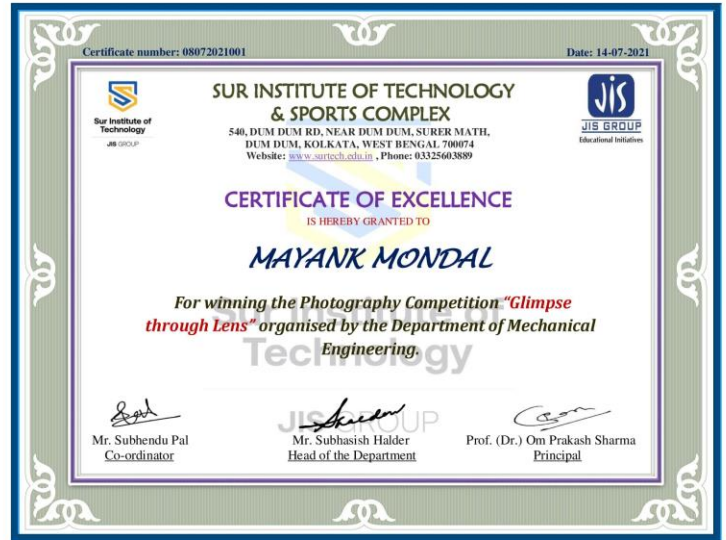 Certificate number: 08072021001
Date: 14-07-2021
Sur Institute of
Technology
JIS GROUP
SUR INSTITUTE OF TECHNOLOGY
& SPORTS COMPLEX
540, DUM DUM RD, NEAR DUM DUM, SURER MATH,
DUM DUM, KOLKATA, WEST BENGAL 700074
Website: www.surtech.edu.in , Phone: 03325603889
JIS
JIS GROUP
Educational Initiatives
CERTIFICATE OF EXCELLENCE
IS HEREBY GRANTED TO
MAYANK MONDAL
For winning the Photography Competition “Glimpse
through Lens” organised by the Department of Mechanical
Engineering.
Sur Institute of
Technology
JIS GROUP
Mr. Subhendu Pal
Co-ordinator
Mr. Subhasish Halder
Head of the Department
Prof. (Dr.) Om Prakash Sharma
Principal